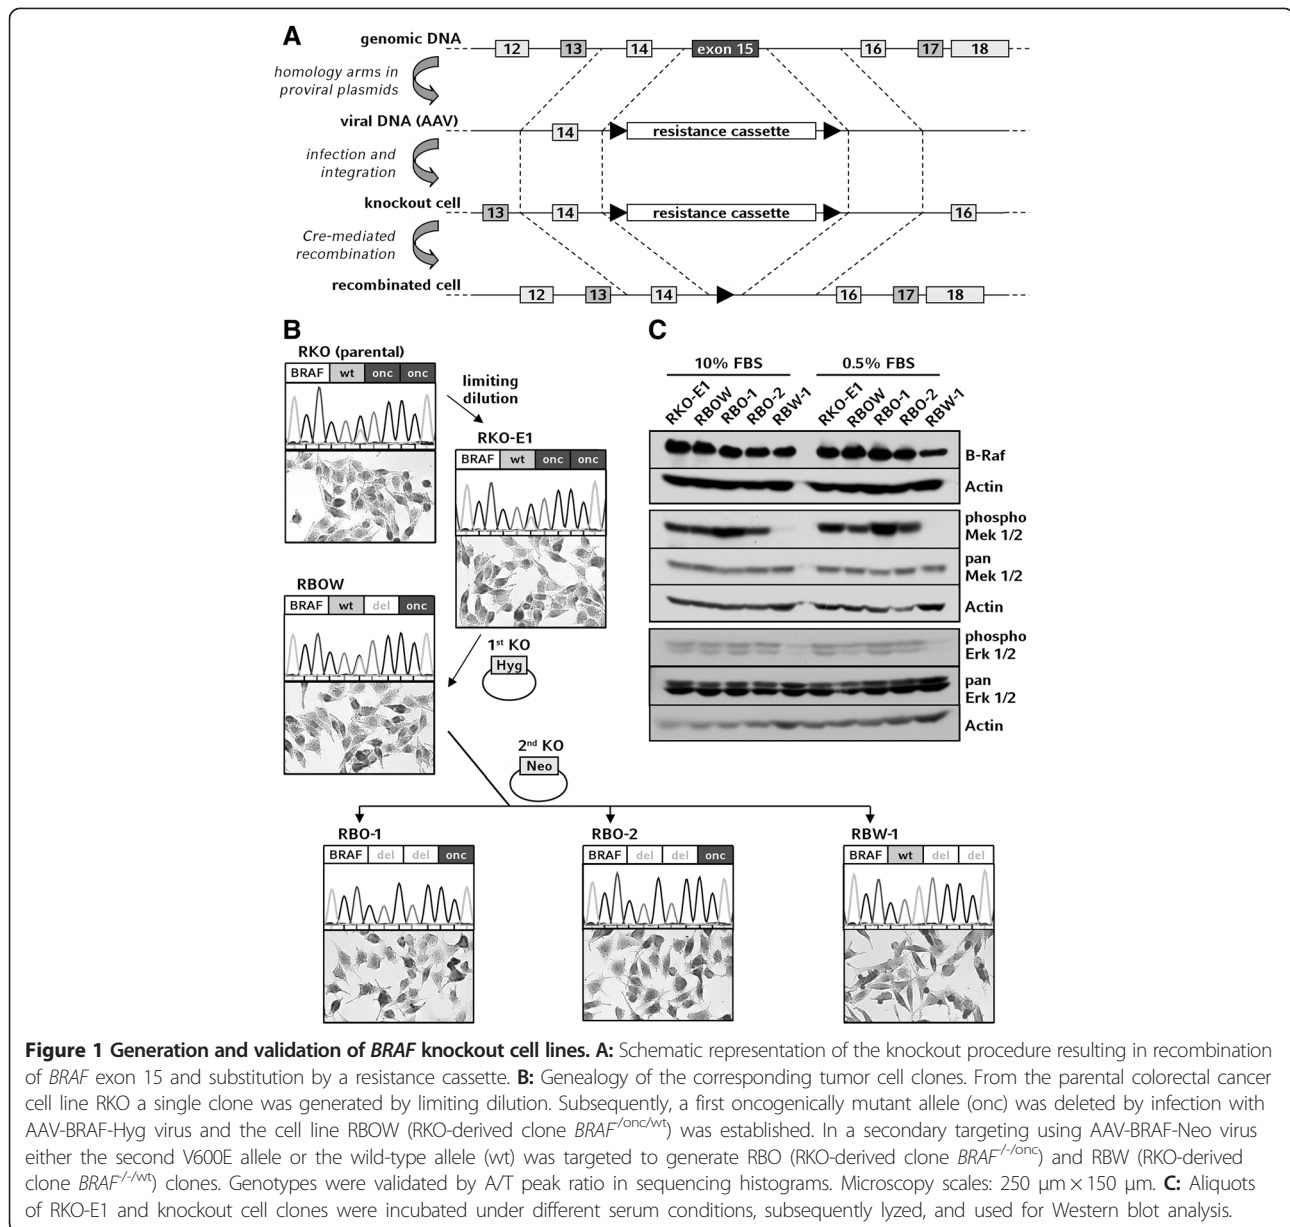 A
genomic DNA
12 13 14 exon 15 16 17 18
homology arms in
proviral plasmids
viral DNA (AAV)
14 resistance cassette
infection and
integration
knockout cell
13 14 resistance cassette 16
Cre-mediated
recombination
recombinated cell
12 13 14 16 17 18
B
RKO (parental)
BRAF wt onc onc
limiting
dilution
RKO-E1
BRAF wt onc onc
RBOW
BRAF wt del onc
1st KO
Hyg
2nd KO
Neo
RBO-1
BRAF del del onc
RBO-2
BRAF del del onc
RBW-1
BRAF wt del del
C
10% FBS 0.5% FBS
RKO-E1 RBOW RBO-1 RBO-2 RBW-1 RKO-E1 RBOW RBO-1 RBO-2 RBW-1
B-Raf
Actin
phospho
Mek 1/2
pan
Mek 1/2
Actin
phospho
Erk 1/2
pan
Erk 1/2
Actin
Figure 1 Generation and validation of BRAF knockout cell lines. A: Schematic representation of the knockout procedure resulting in recombination
of BRAF exon 15 and substitution by a resistance cassette. B: Genealogy of the corresponding tumor cell clones. From the parental colorectal cancer
cell line RKO a single clone was generated by limiting dilution. Subsequently, a first oncogenically mutant allele (onc) was deleted by infection with
AAV-BRAF-Hyg virus and the cell line RBOW (RKO-derived clone BRAF-/onc/wt) was established. In a secondary targeting using AAV-BRAF-Neo virus
either the second V600E allele or the wild-type allele (wt) was targeted to generate RBO (RKO-derived clone BRAF-/-/onc) and RBW (RKO-derived
clone BRAF-/-/wt) clones. Genotypes were validated by A/T peak ratio in sequencing histograms. Microscopy scales: 250 μm × 150 μm. C: Aliquots
of RKO-E1 and knockout cell clones were incubated under different serum conditions, subsequently lyzed, and used for Western blot analysis.